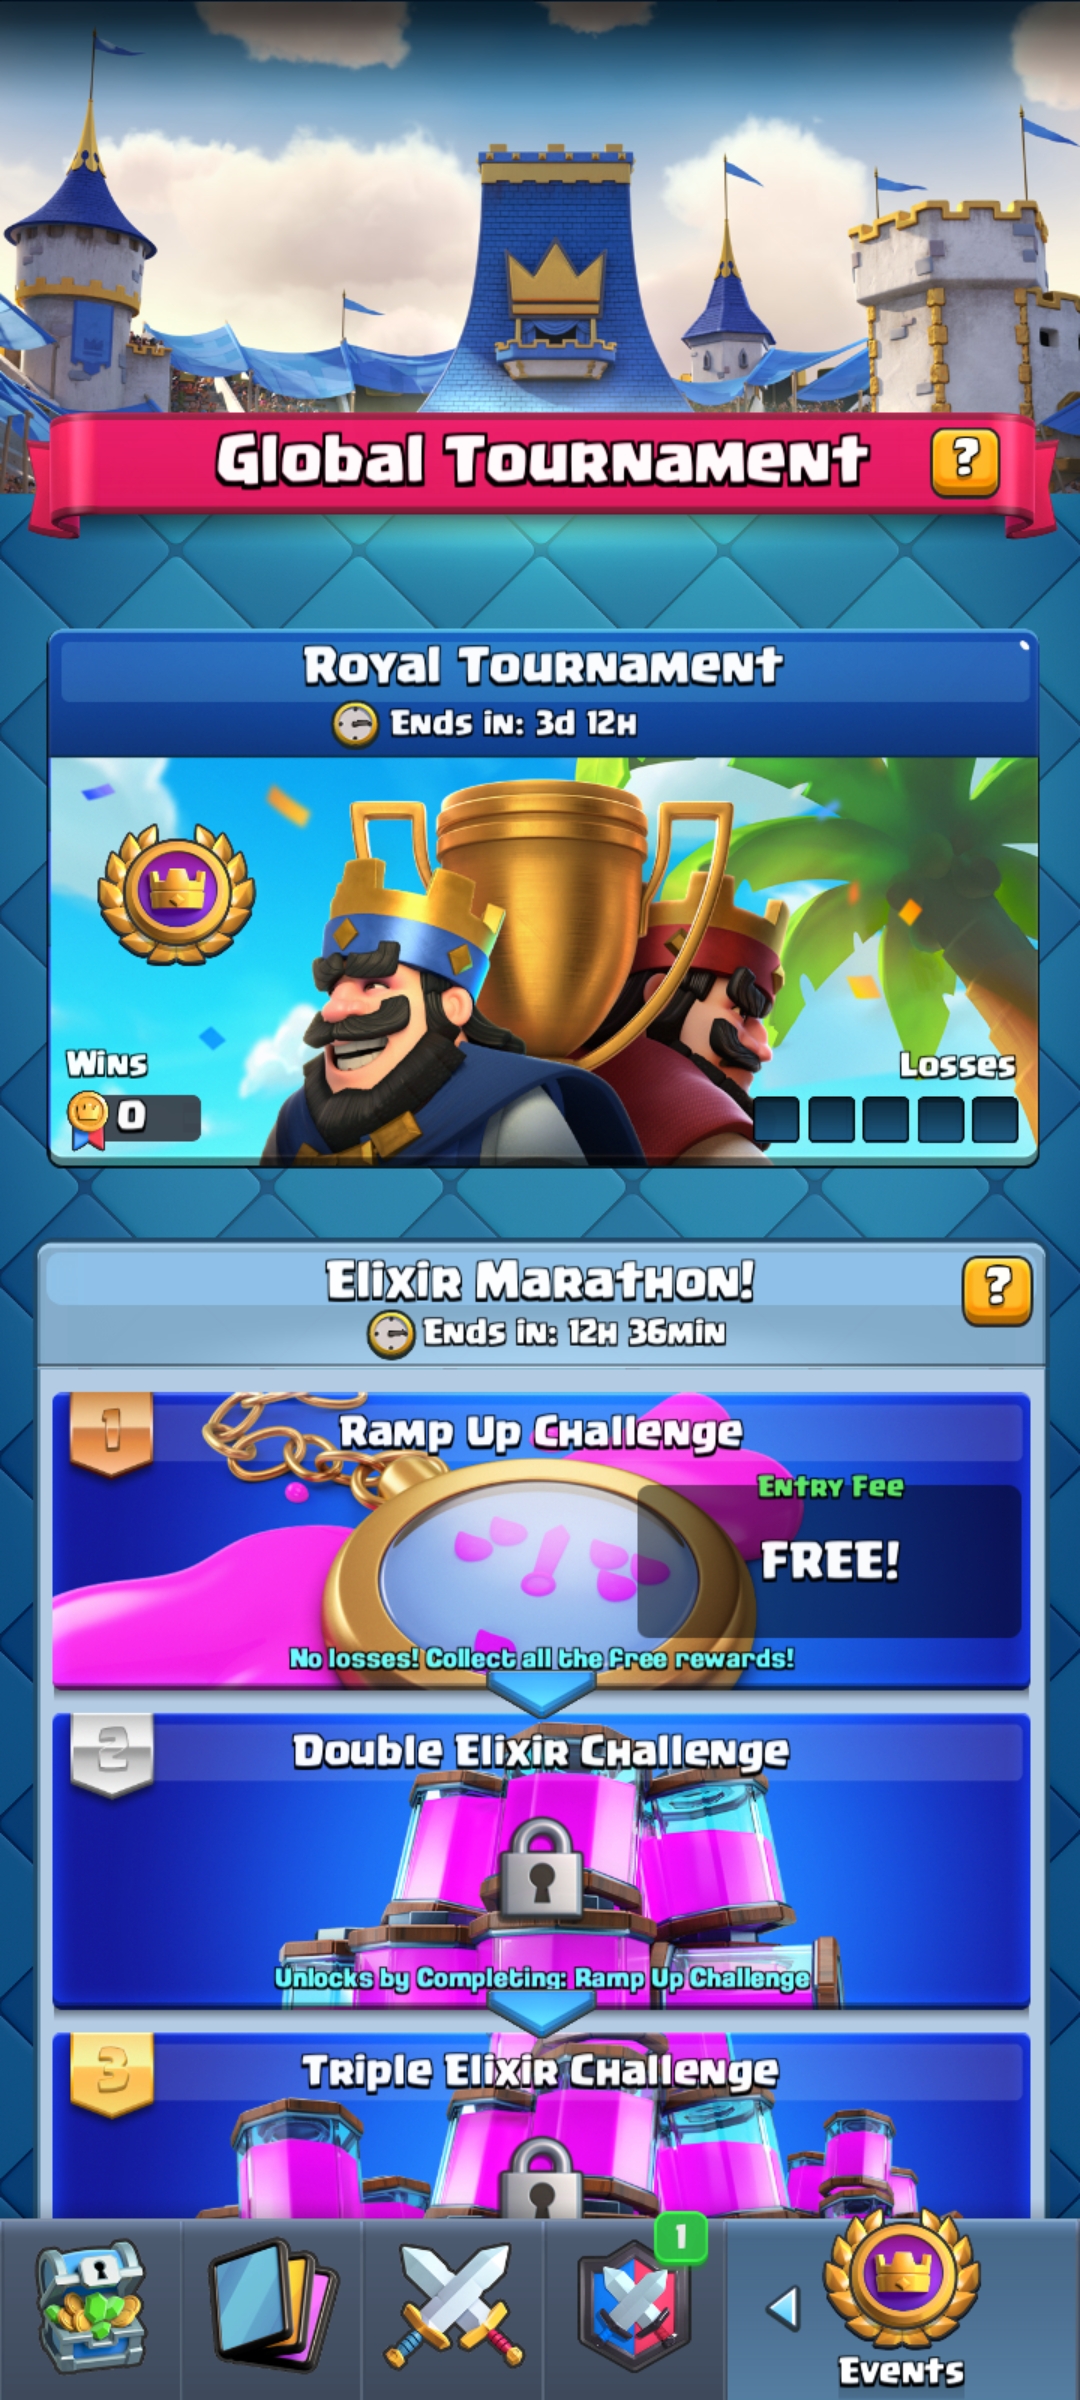 Global Tournament
?
Royal Tournament
Ends in: 3d 12h
Wins
Losses
0
Elixir Marathon!
?
Ends in: 12h 36min
1
Ramp Up Challenge
Entry Fee
FREE!
No losses! Collect all the free rewards!
2
Double Elixir Challenge
Unlocks by Completing: Ramp Up Challenge
3
Triple Elixir Challenge
1
Events